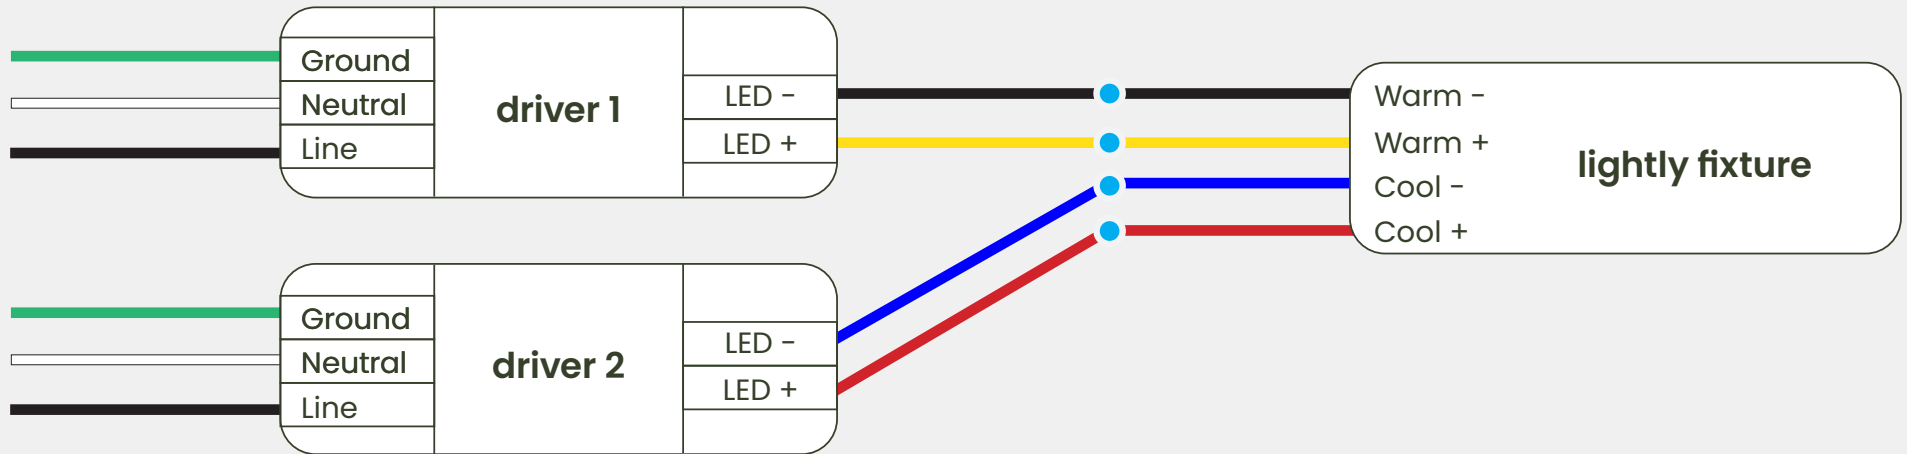 Ground
Neutral
Line
driver 1
LED -
LED +
Warm -
Warm +
Cool -
Cool +
lightly fixture
Ground
Neutral
Line
driver 2
LED -
LED +